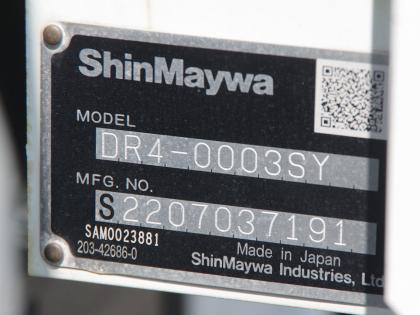 ShinMaywa
MODEL
DR4-0003SY
MFG. NO.
S2207037191
SAM0023881
203-42686-0
Made in Japan
ShinMaywa Industries, Ltd